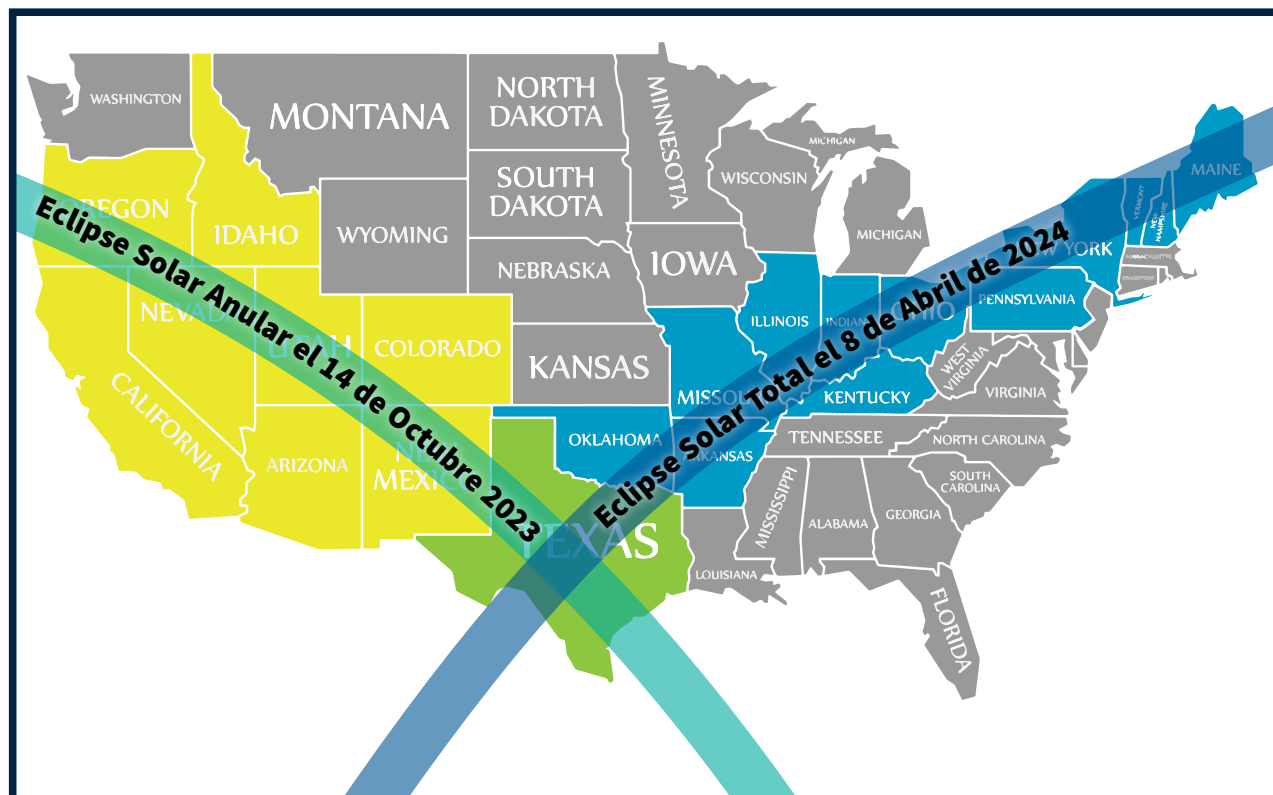 WASHINGTON
MONTANA
NORTH
DAKOTA
MINNESOTA
MICHIGAN
WISCONSIN
SOUTH
DAKOTA
OREGON
IDAHO
WYOMING
MICHIGAN
MAINE
VERMONT
NEW
HAMPSHIRE
NEW YORK
IOWA
NEBRASKA
Eclipse Solar Anular el 14 de Octubre 2023
Eclipse Solar Total el 8 de Abril de 2024
NEVADA
UTAH
COLORADO
KANSAS
ILLINOIS
INDIANA
OHIO
PENNSYLVANIA
MISSOURI
KENTUCKY
WEST
VIRGINIA
VIRGINIA
CALIFORNIA
ARIZONA
NEW
MEXICO
OKLAHOMA
ARKANSAS
TENNESSEE
NORTH CAROLINA
SOUTH
CAROLINA
TEXAS
MISSISSIPPI
ALABAMA
GEORGIA
LOUISIANA
FLORIDA